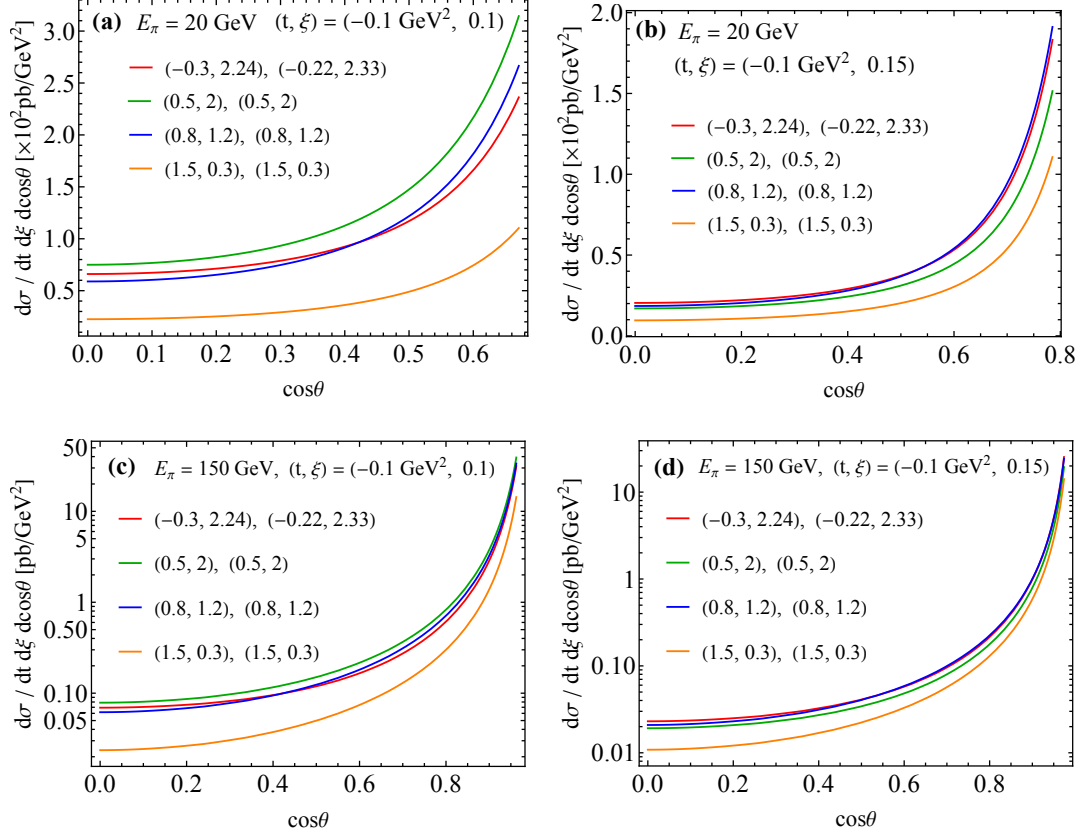 (a) E_π = 20 GeV (t, ξ) = (−0.1 GeV², 0.1)
(−0.3, 2.24), (−0.22, 2.33)
(0.5, 2), (0.5, 2)
(0.8, 1.2), (0.8, 1.2)
(1.5, 0.3), (1.5, 0.3)
dσ / dt dξ dcosθ [×10²pb/GeV²]
3.0
2.5
2.0
1.5
1.0
0.5
0.0 0.1 0.2 0.3 0.4 0.5 0.6
cosθ
(b) E_π = 20 GeV
(t, ξ) = (−0.1 GeV², 0.15)
(−0.3, 2.24), (−0.22, 2.33)
(0.5, 2), (0.5, 2)
(0.8, 1.2), (0.8, 1.2)
(1.5, 0.3), (1.5, 0.3)
dσ / dt dξ dcosθ [×10²pb/GeV²]
2.0
1.5
1.0
0.5
0.0
0.0 0.2 0.4 0.6 0.8
cosθ
(c) E_π = 150 GeV, (t, ξ) = (−0.1 GeV², 0.1)
(−0.3, 2.24), (−0.22, 2.33)
(0.5, 2), (0.5, 2)
(0.8, 1.2), (0.8, 1.2)
(1.5, 0.3), (1.5, 0.3)
dσ / dt dξ dcosθ [pb/GeV²]
50
10
5
1
0.50
0.10
0.05
0.0 0.2 0.4 0.6 0.8
cosθ
(d) E_π = 150 GeV, (t, ξ) = (−0.1 GeV², 0.15)
(−0.3, 2.24), (−0.22, 2.33)
(0.5, 2), (0.5, 2)
(0.8, 1.2), (0.8, 1.2)
(1.5, 0.3), (1.5, 0.3)
dσ / dt dξ dcosθ [pb/GeV²]
10
1
0.10
0.01
0.0 0.2 0.4 0.6 0.8
cosθ